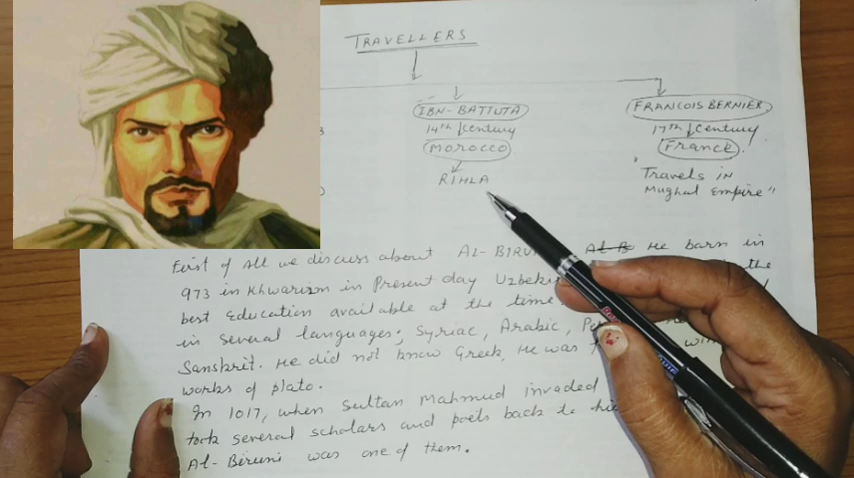 TRAVELLERS
IBN-BATTUTA
14th Century
MOROCCO
RIHLA
FRANCOIS BERNIER
17th Century
France.
"Travels in
Mughal Empire"
First of All we discuss about AL-BIRU He barn in
973 in Khwarizm in Present day the
best Education available at the time
in several languages; Syriac, Arabic,
Sanskrit. He did not know Greek, He was
works of plato.
In 1017, when Sultan Mahmud invaded
took several scholars and poets back to
Al-Biruni was one of them.